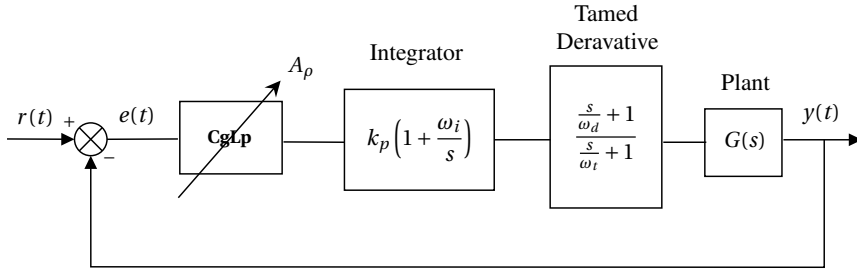 Tamed
Deravative
Integrator
Plant
A_ρ
r(t)
+
−
e(t)
CgLp
k_p(1 + ω_i/s)
(s/ω_d + 1)/(s/ω_t + 1)
G(s)
y(t)